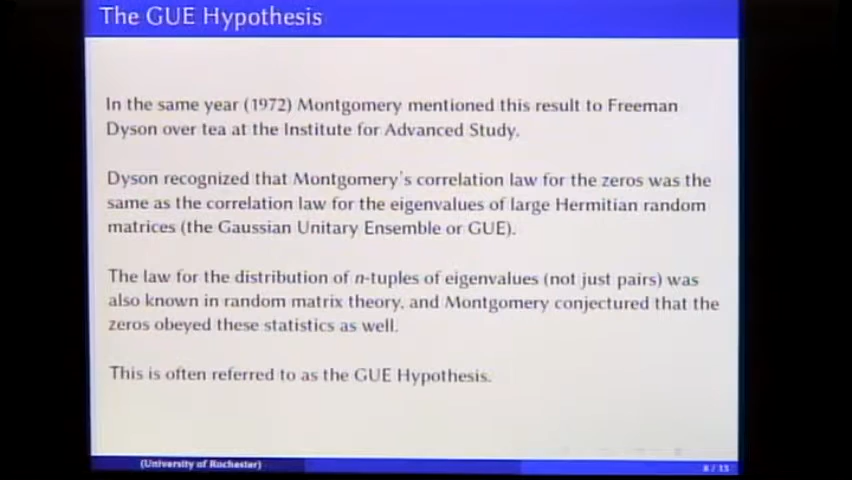 The GUE Hypothesis
In the same year (1972) Montgomery mentioned this result to Freeman
Dyson over tea at the Institute for Advanced Study.
Dyson recognized that Montgomery's correlation law for the zeros was the
same as the correlation law for the eigenvalues of large Hermitian random
matrices (the Gaussian Unitary Ensemble or GUE).
The law for the distribution of n-tuples of eigenvalues (not just pairs) was
also known in random matrix theory, and Montgomery conjectured that the
zeros obeyed these statistics as well.
This is often referred to as the GUE Hypothesis.
(University of Rochester)
8 / 13